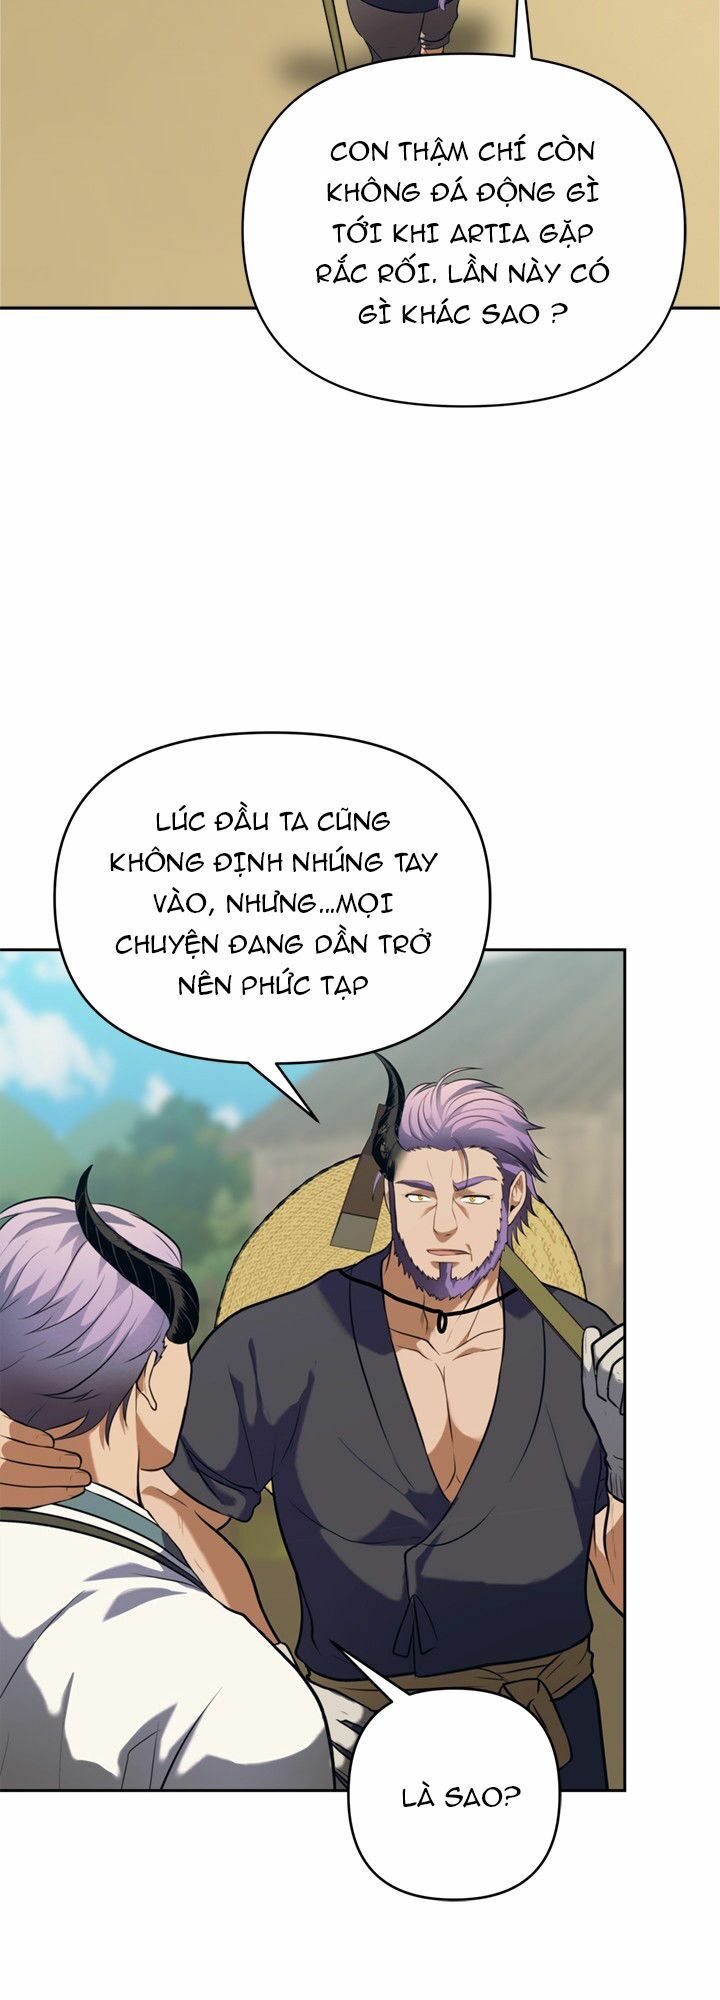 CON THẬM CHÍ CÒN
KHÔNG ĐÁ ĐỘNG GÌ
TỚI KHI ARTIA GẶP
RẮC RỐI. LẦN NÀY CÓ
GÌ KHÁC SAO ?
LÚC ĐẦU TA CŨNG
KHÔNG ĐỊNH NHÚNG TAY
VÀO, NHƯNG...MỌI
CHUYỆN ĐANG DẦN TRỞ
NÊN PHỨC TẠP
LÀ SAO?